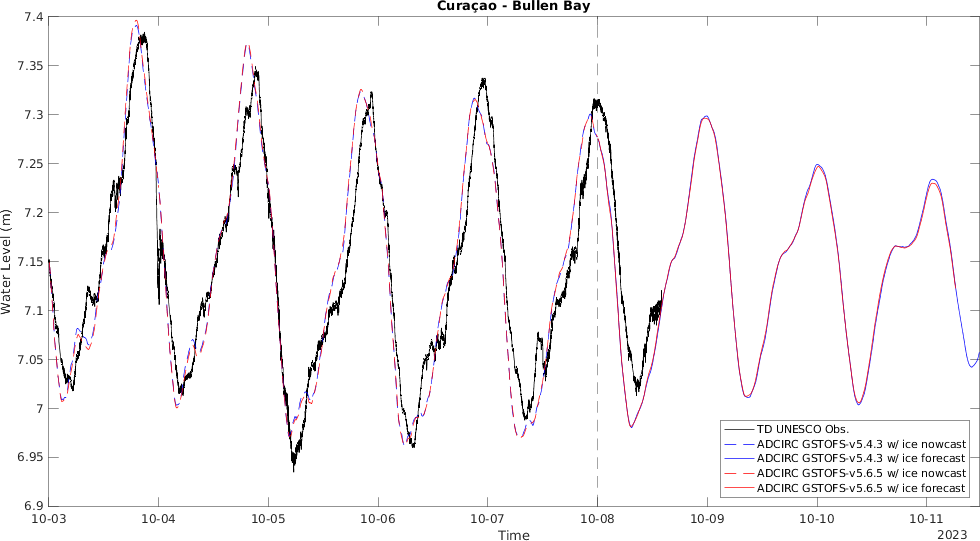 Curaçao - Bullen Bay
Water Level (m)
7.4
7.35
7.3
7.25
7.2
7.15
7.1
7.05
7
6.95
6.9
10-03 10-04 10-05 10-06 10-07 10-08 10-09 10-10 10-11
Time
2023
TD UNESCO Obs.
ADCIRC GSTOFS-v5.4.3 w/ ice nowcast
ADCIRC GSTOFS-v5.4.3 w/ ice forecast
ADCIRC GSTOFS-v5.6.5 w/ ice nowcast
ADCIRC GSTOFS-v5.6.5 w/ ice forecast